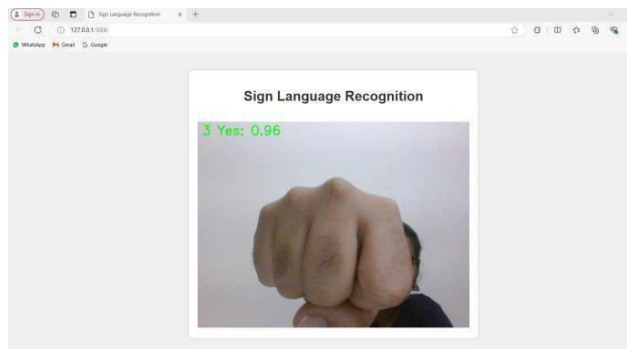 Sign in
Sign Language Recognition
127.0.0.1:5000
WhatsApp Gmail Google
Sign Language Recognition
3 Yes: 0.96